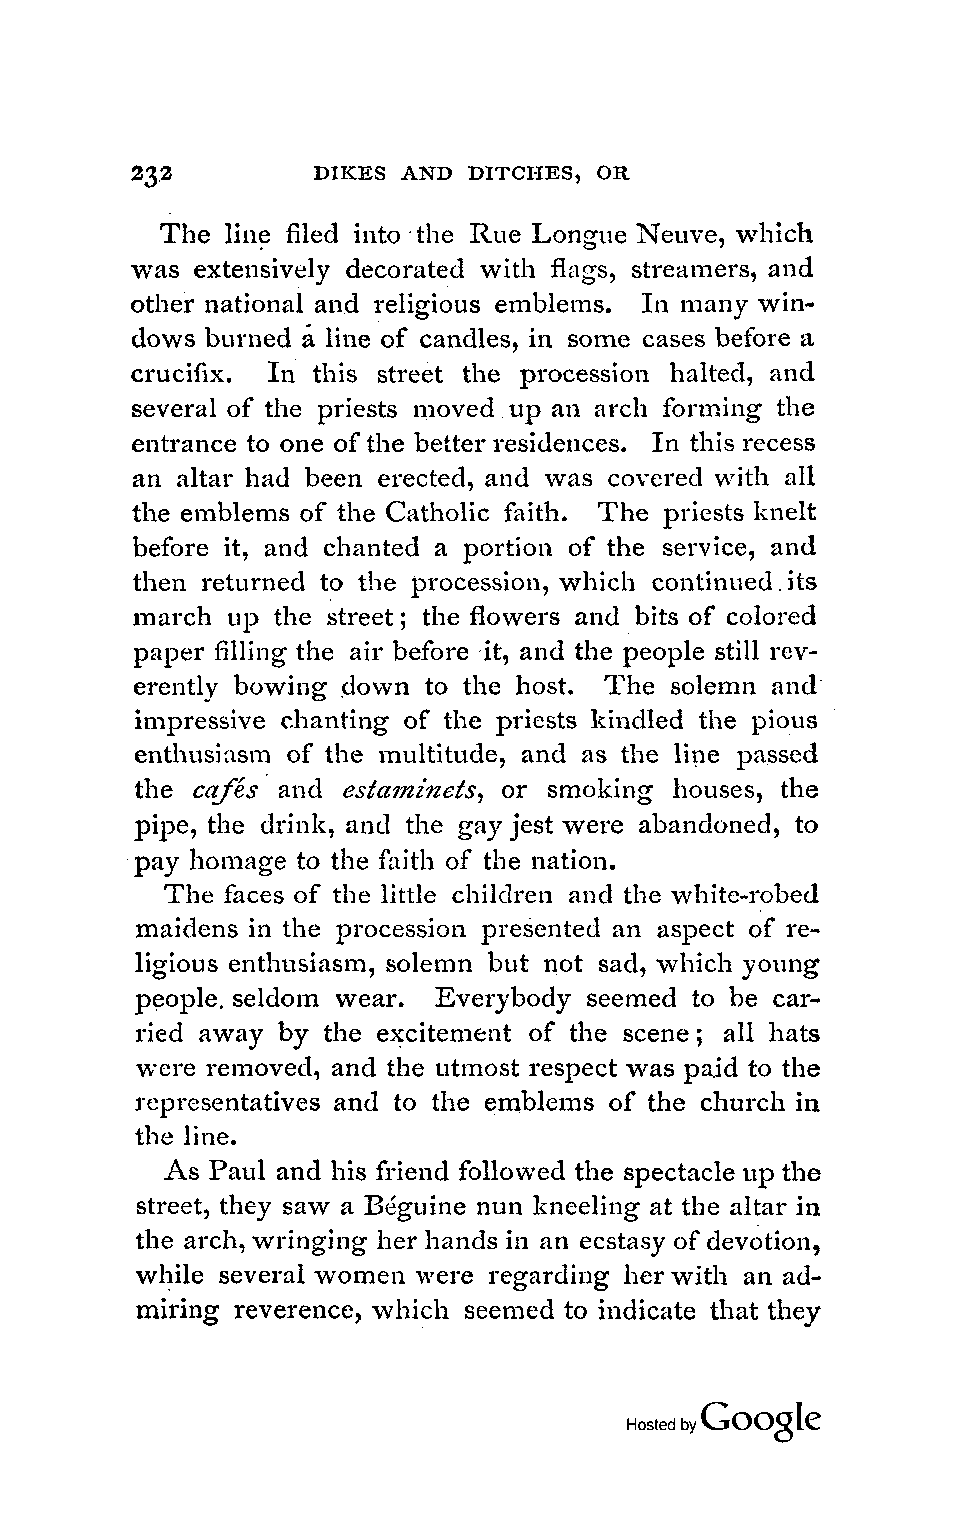 232 DIKES AND DITCHES, OR
The line filed into the Rue Longue Neuve, which
was extensively decorated with flags, streamers, and
other national and religious emblems. In many win-
dows burned a line of candles, in some cases before a
crucifix. In this street the procession halted, and
several of the priests moved up an arch forming the
entrance to one of the better residences. In this recess
an altar had been erected, and was covered with all
the emblems of the Catholic faith. The priests knelt
before it, and chanted a portion of the service, and
then returned to the procession, which continued its
march up the street; the flowers and bits of colored
paper filling the air before it, and the people still rev-
erently bowing down to the host. The solemn and
impressive chanting of the priests kindled the pious
enthusiasm of the multitude, and as the line passed
the cafés and estaminets, or smoking houses, the
pipe, the drink, and the gay jest were abandoned, to
pay homage to the faith of the nation.
The faces of the little children and the white-robed
maidens in the procession presented an aspect of re-
ligious enthusiasm, solemn but not sad, which young
people seldom wear. Everybody seemed to be car-
ried away by the excitement of the scene; all hats
were removed, and the utmost respect was paid to the
representatives and to the emblems of the church in
the line.
As Paul and his friend followed the spectacle up the
street, they saw a Béguine nun kneeling at the altar in
the arch, wringing her hands in an ecstasy of devotion,
while several women were regarding her with an ad-
miring reverence, which seemed to indicate that they
Hosted by Google